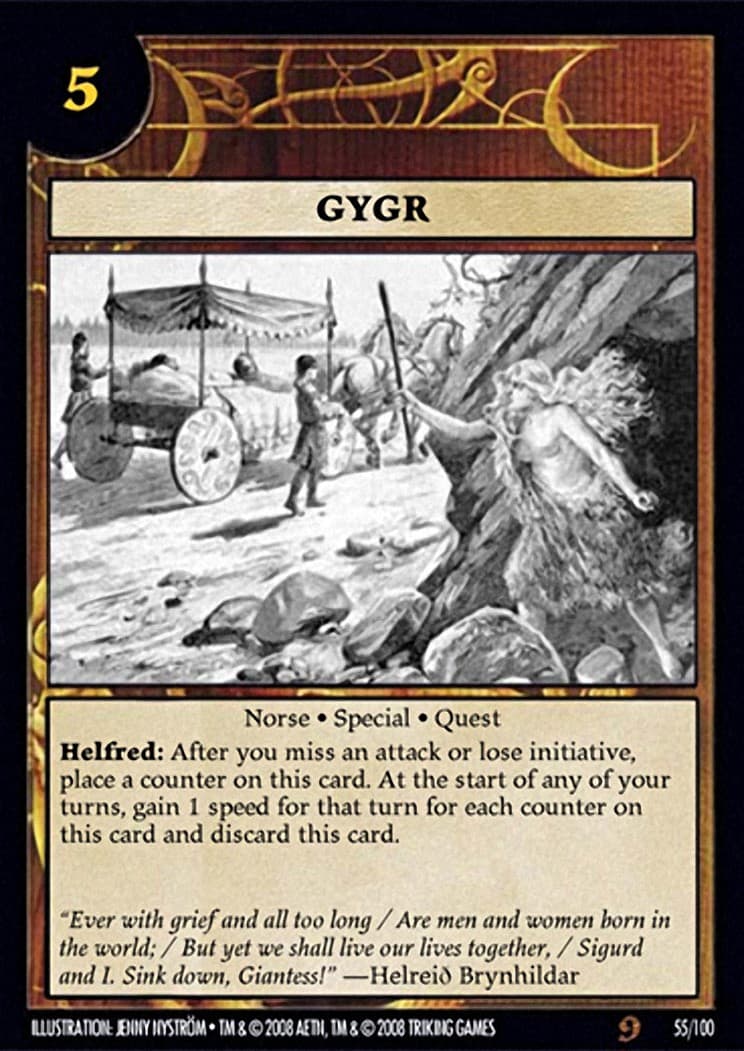 5
GYGR
Norse • Special • Quest
Helfred: After you miss an attack or lose initiative,
place a counter on this card. At the start of any of your
turns, gain 1 speed for that turn for each counter on
this card and discard this card.
“Ever with grief and all too long / Are men and women born in
the world; / But yet we shall live our lives together, / Sigurd
and I. Sink down, Giantess!” —Helreið Brynhildar
ILLUSTRATION: JENNY NYSTRÖM • TM & © 2008 AETN, TM & © 2008 TRIKING GAMES
9
55/100